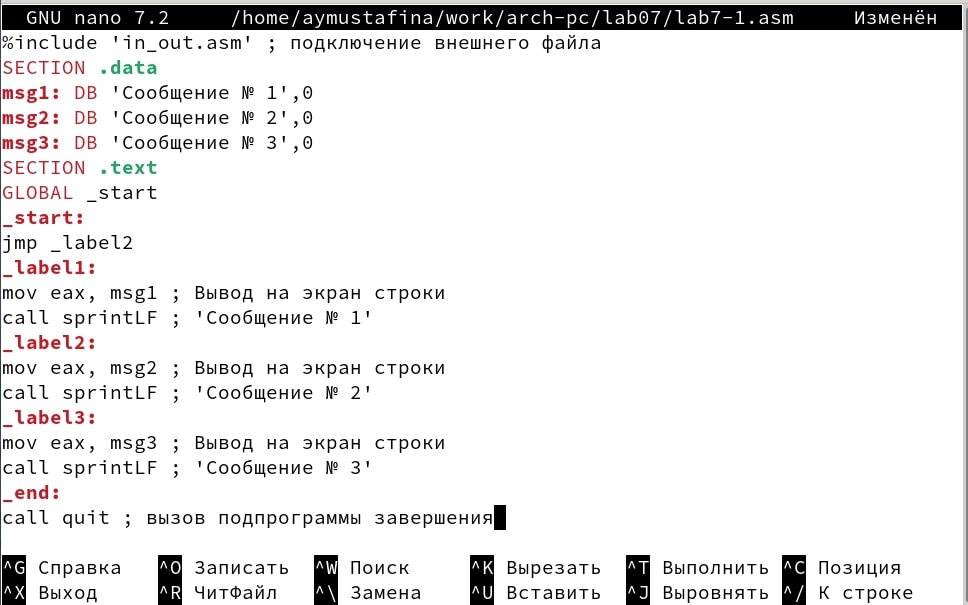 GNU nano 7.2 /home/aymustafina/work/arch-pc/lab07/lab7-1.asm Изменён
%include 'in_out.asm' ; подключение внешнего файла
SECTION .data
msg1: DB 'Сообщение № 1',0
msg2: DB 'Сообщение № 2',0
msg3: DB 'Сообщение № 3',0
SECTION .text
GLOBAL _start
_start:
jmp _label2
_label1:
mov eax, msg1 ; Вывод на экран строки
call sprintLF ; 'Сообщение № 1'
_label2:
mov eax, msg2 ; Вывод на экран строки
call sprintLF ; 'Сообщение № 2'
_label3:
mov eax, msg3 ; Вывод на экран строки
call sprintLF ; 'Сообщение № 3'
_end:
call quit ; вызов подпрограммы завершения
^G Справка ^O Записать ^W Поиск ^K Вырезать ^T Выполнить ^C Позиция
^X Выход ^R ЧитФайл ^\ Замена ^U Вставить ^J Выровнять ^/ К строке